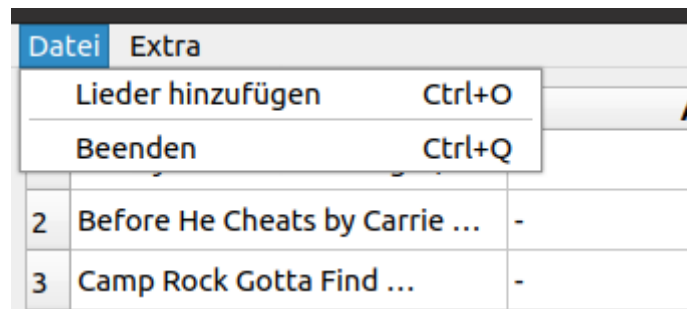 Datei Extra
Lieder hinzufügen Ctrl+O
Beenden Ctrl+Q
2 Before He Cheats by Carrie ... -
3 Camp Rock Gotta Find ... -